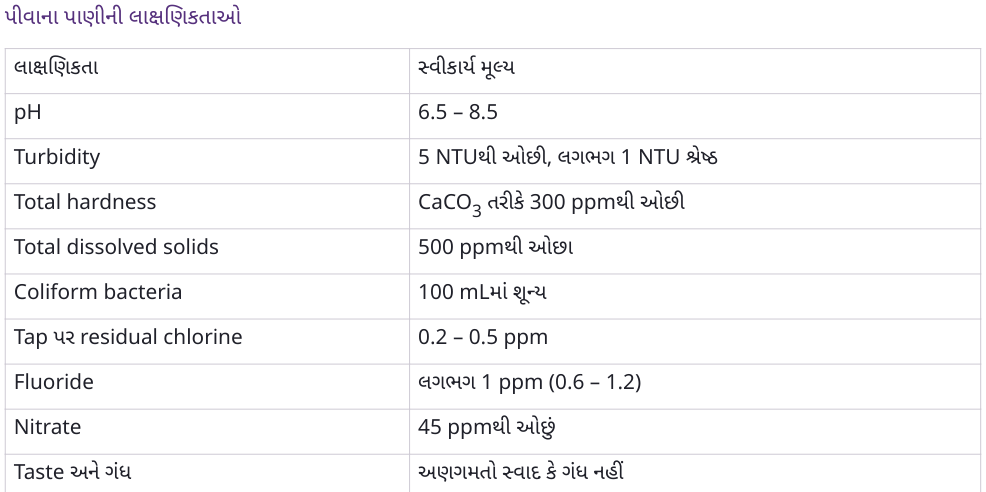 પીવાના પાણીની લાક્ષણિકતાઓ
લાક્ષણિકતા સ્વીકાર્ય મૂલ્ય
pH 6.5 – 8.5
Turbidity 5 NTUથી ઓછી, લગભગ 1 NTU શ્રેષ્ઠ
Total hardness CaCO₃ તરીકે 300 ppmથી ઓછી
Total dissolved solids 500 ppmથી ઓછા
Coliform bacteria 100 mLમાં શૂન્ય
Tap પર residual chlorine 0.2 – 0.5 ppm
Fluoride લગભગ 1 ppm (0.6 – 1.2)
Nitrate 45 ppmથી ઓછું
Taste અને ગંધ અણગમતો સ્વાદ કે ગંધ નહીં